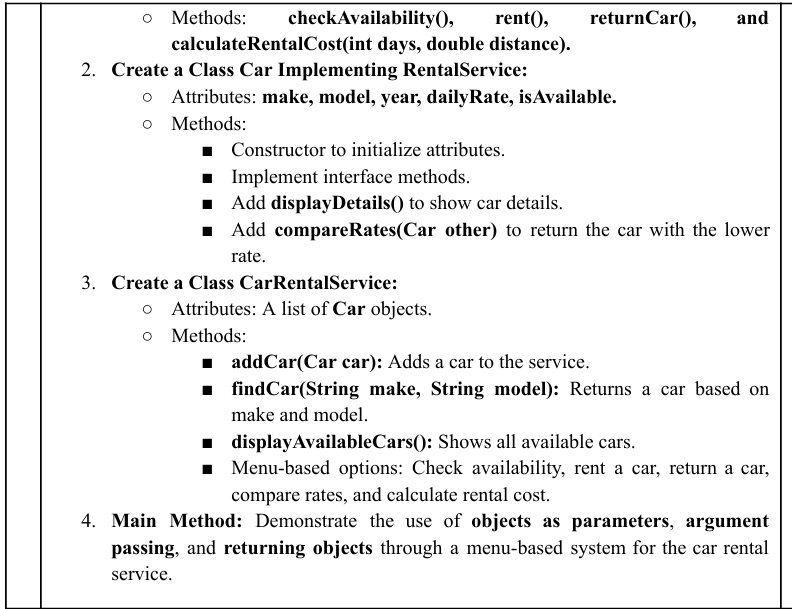 ○ Methods: checkAvailability(), rent(), returnCar(), and
calculateRentalCost(int days, double distance).
2. Create a Class Car Implementing RentalService:
○ Attributes: make, model, year, dailyRate, isAvailable.
○ Methods:
■ Constructor to initialize attributes.
■ Implement interface methods.
■ Add displayDetails() to show car details.
■ Add compareRates(Car other) to return the car with the lower
rate.
3. Create a Class CarRentalService:
○ Attributes: A list of Car objects.
○ Methods:
■ addCar(Car car): Adds a car to the service.
■ findCar(String make, String model): Returns a car based on
make and model.
■ displayAvailableCars(): Shows all available cars.
■ Menu-based options: Check availability, rent a car, return a car,
compare rates, and calculate rental cost.
4. Main Method: Demonstrate the use of objects as parameters, argument
passing, and returning objects through a menu-based system for the car rental
service.